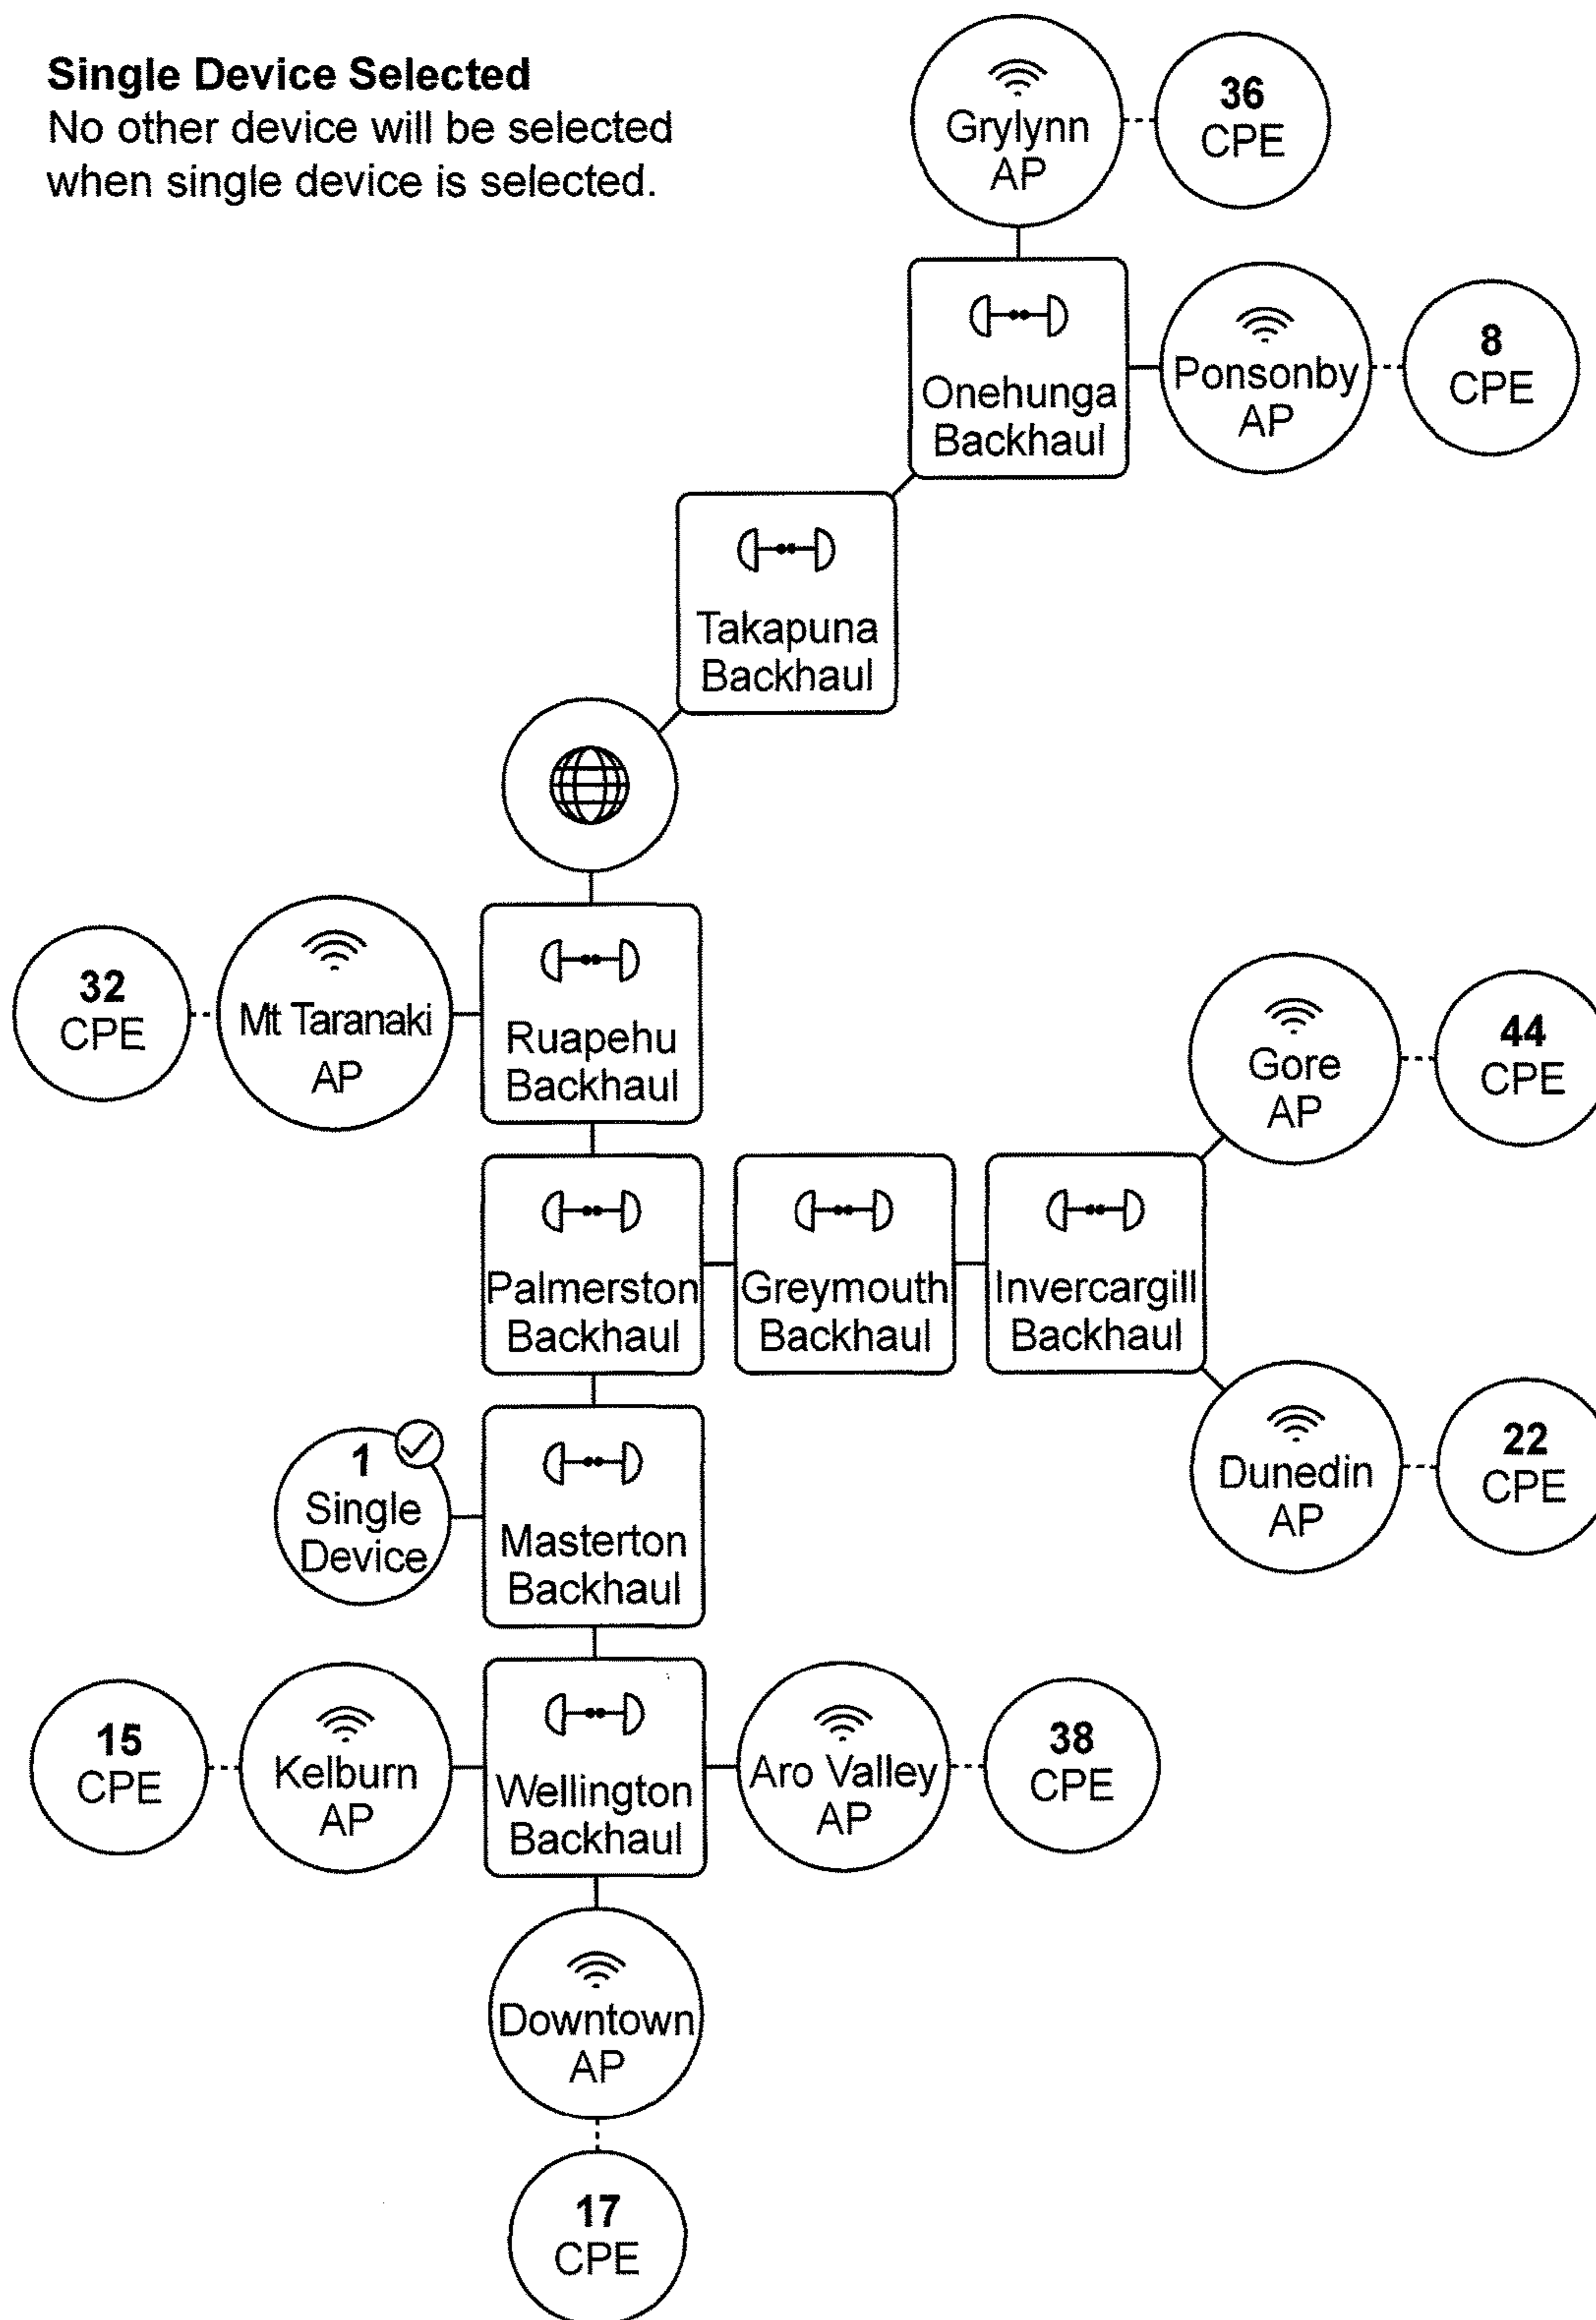 Single Device Selected
No other device will be selected
when single device is selected.
Grylynn
AP
36
CPE
Onehunga
Backhaul
Ponsonby
AP
8
CPE
Takapuna
Backhaul
32
CPE
Mt Taranaki
AP
Ruapehu
Backhaul
Gore
AP
44
CPE
Palmerston
Backhaul
Greymouth
Backhaul
Invercargill
Backhaul
Dunedin
AP
22
CPE
1
Single
Device
Masterton
Backhaul
15
CPE
Kelburn
AP
Wellington
Backhaul
Aro Valley
AP
38
CPE
Downtown
AP
17
CPE